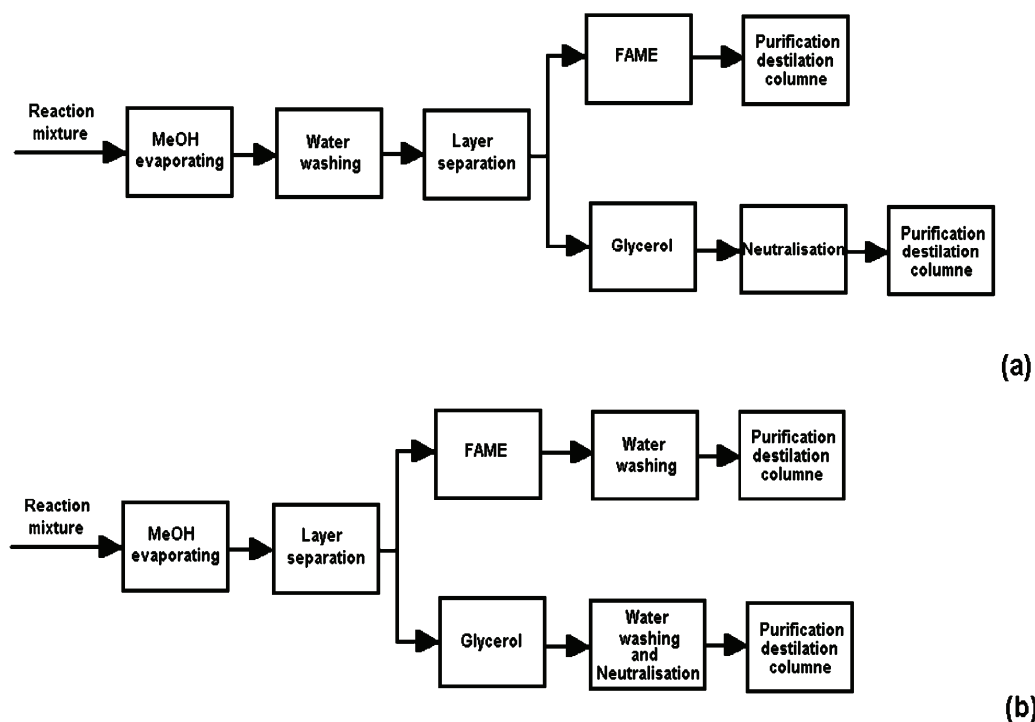 Reaction
mixture
MeOH
evaporating
Water
washing
Layer
separation
FAME
Purification
destilation
columne
Glycerol
Neutralisation
Purification
destilation
columne
(a)
Reaction
mixture
MeOH
evaporating
Layer
separation
FAME
Water
washing
Purification
destilation
columne
Glycerol
Water
washing
and
Neutralisation
Purification
destilation
columne
(b)